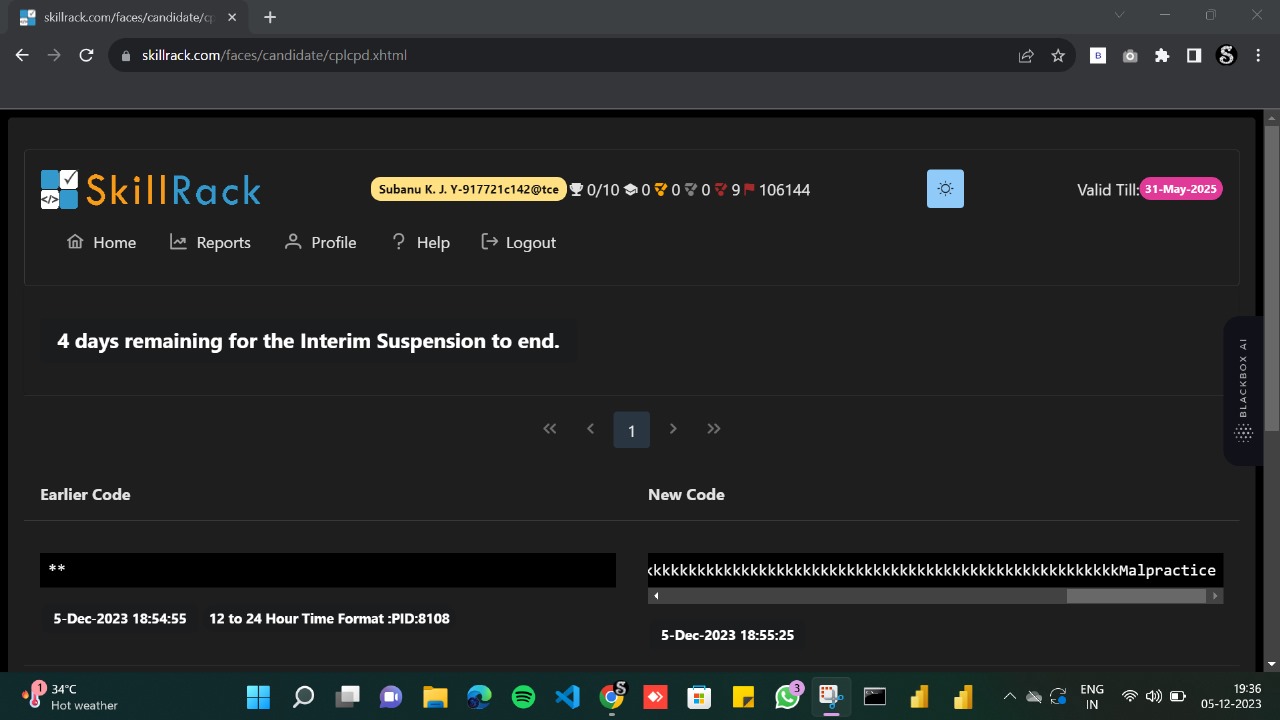 skillrack.com/faces/candidate/cp
skillrack.com/faces/candidate/cplcpd.xhtml
SkillRack
Subanu K. J. Y-917721c142@tce 0/10 0 0 0 9 106144
Valid Till: 31-May-2025
Home Reports Profile Help Logout
4 days remaining for the Interim Suspension to end.
BLACKBOX AI
1
Earlier Code New Code
**
kkkkkkkkkkkkkkkkkkkkkkkkkkkkkkkkkkkkkkkkkkkkkkkkkkkkkkkkkMalpractice
5-Dec-2023 18:54:55 12 to 24 Hour Time Format :PID:8108
5-Dec-2023 18:55:25
1
34°C
Hot weather
3
ENG
IN
19:36
05-12-2023